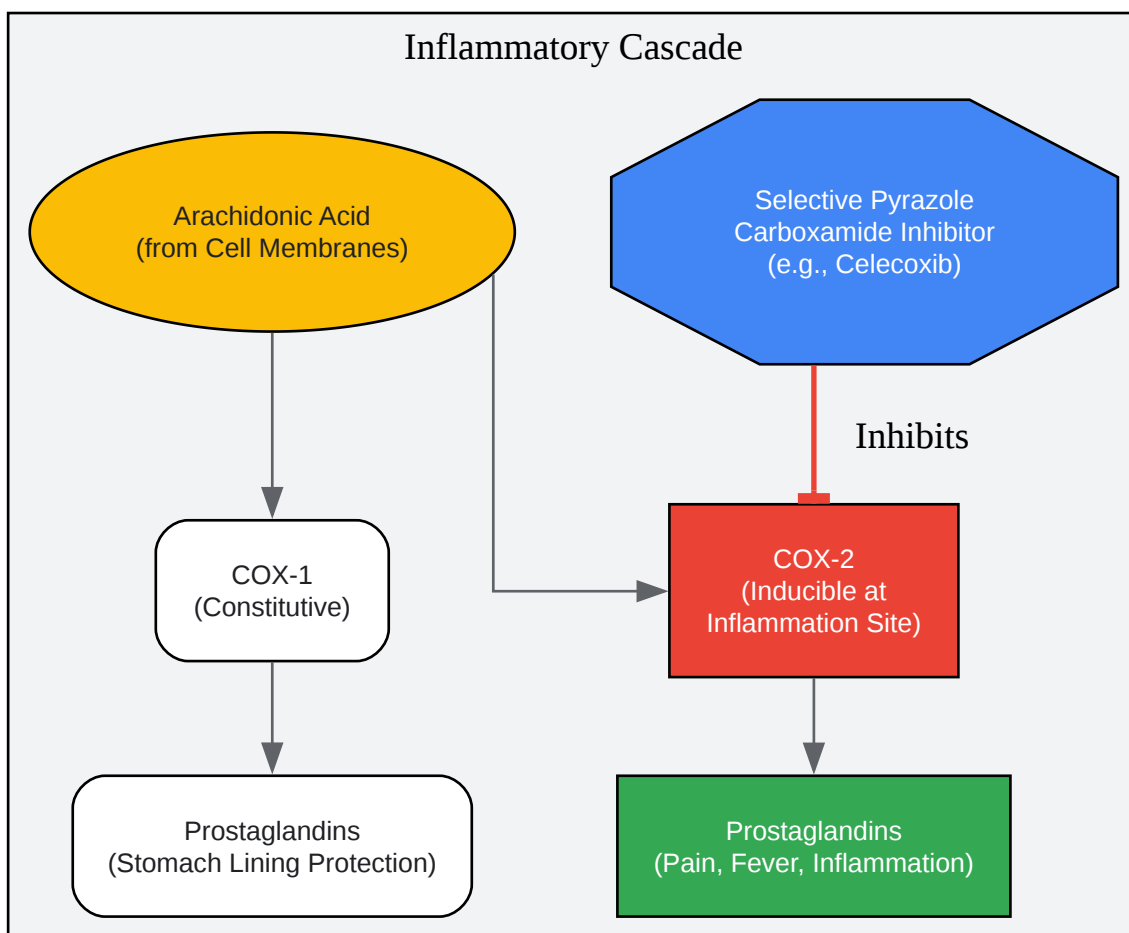 Inflammatory Cascade
Arachidonic Acid
(from Cell Membranes)
Selective Pyrazole
Carboxamide Inhibitor
(e.g., Celecoxib)
Inhibits
COX-1
(Constitutive)
COX-2
(Inducible at
Inflammation Site)
Prostaglandins
(Stomach Lining Protection)
Prostaglandins
(Pain, Fever, Inflammation)